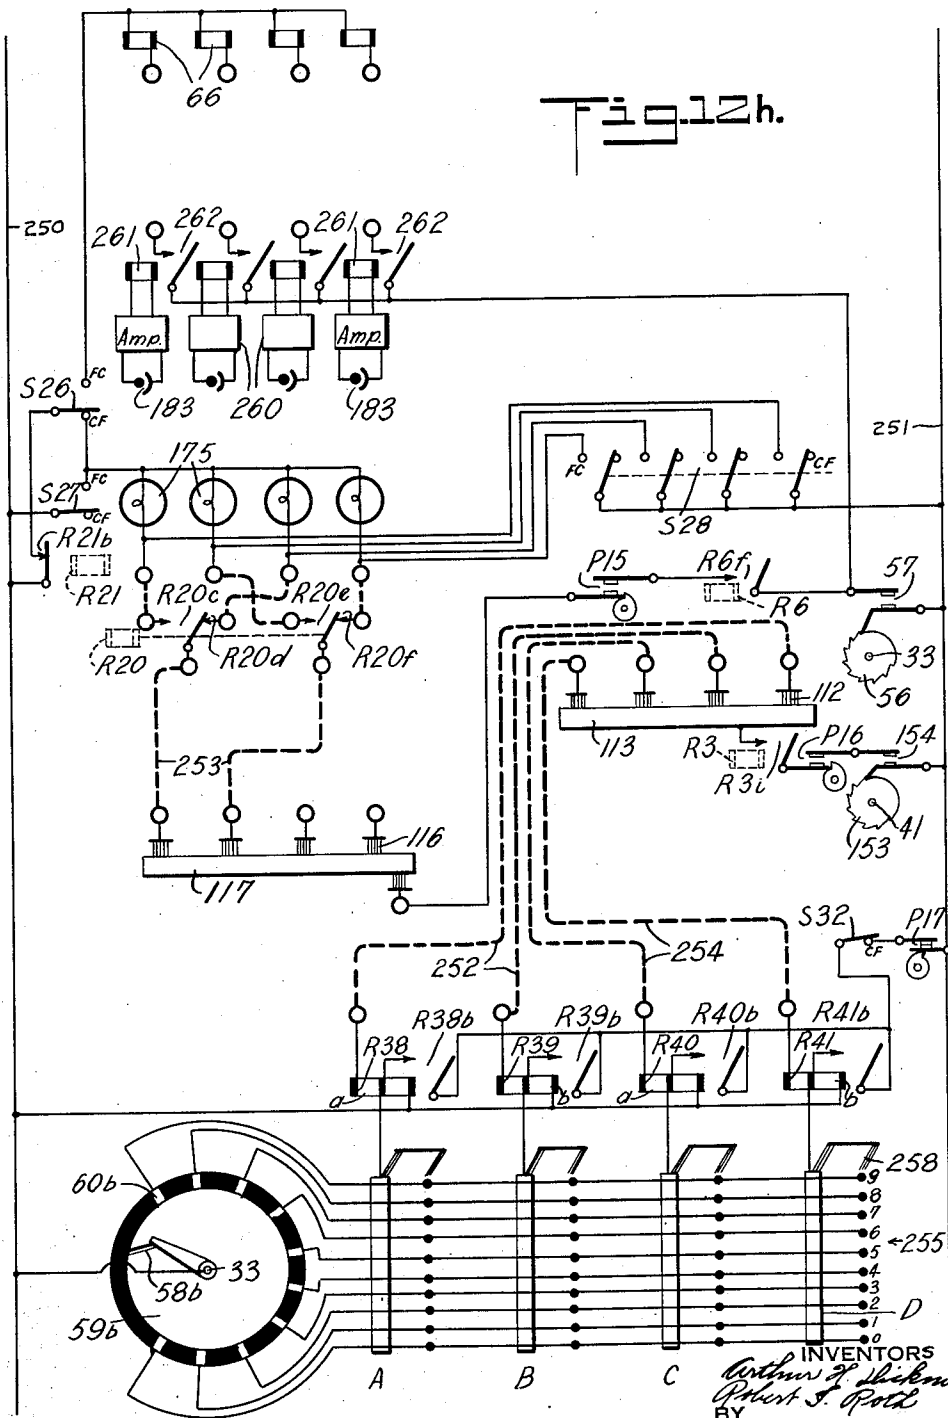 66
Fig.12h.
250
261
262
261
262
Amp.
Amp.
FC
S26
CF
183
260
183
251
175
FC
S27
CF
FC
CF
S28
R21b
R21
R20c
R20e
P15
R6f
57
R6
R20
R20d
R20f
33
56
112
113
R3
P16
154
R3i
253
41
153
116
117
S32
P17
CF
252
254
R38b
R39b
R40b
R41b
R38
R39
R40
R41
a
b
a
b
258
60b
9
8
7
6
5
←255
4
3
2
1
0
33
58b
59b
D
A
B
C
INVENTORS
Arthur H.
Robert I. Roth
BY